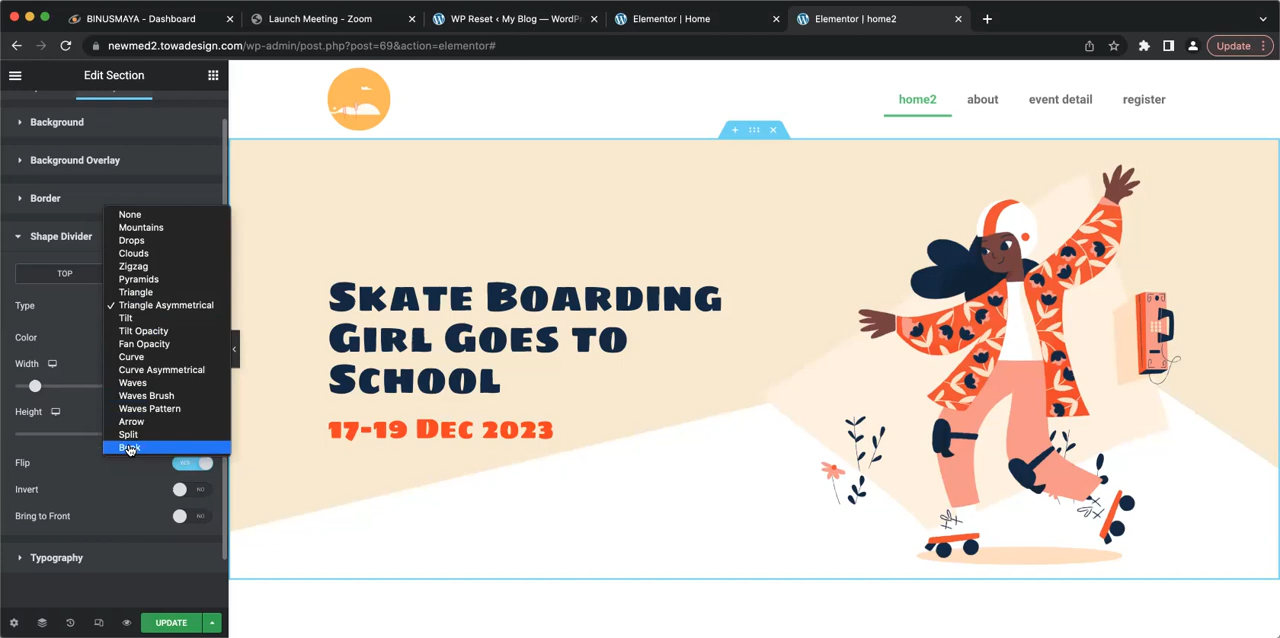 BINUSMAYA - Dashboard
Launch Meeting - Zoom
WP Reset ‹ My Blog — WordPr
Elementor | Home
Elementor | home2
newmed2.towadesign.com/wp-admin/post.php?post=69&action=elementor#
Update
Edit Section
home2
about
event detail
register
Background
Background Overlay
Border
Shape Divider
TOP
Type
Color
Width
Height
None
Mountains
Drops
Clouds
Zigzag
Pyramids
Triangle
Triangle Asymmetrical
Tilt
Tilt Opacity
Fan Opacity
Curve
Curve Asymmetrical
Waves
Waves Brush
Waves Pattern
Arrow
Split
Flip
YES
Invert
NO
Bring to Front
NO
Typography
UPDATE
Skate Boarding
Girl Goes to
School
17-19 Dec 2023